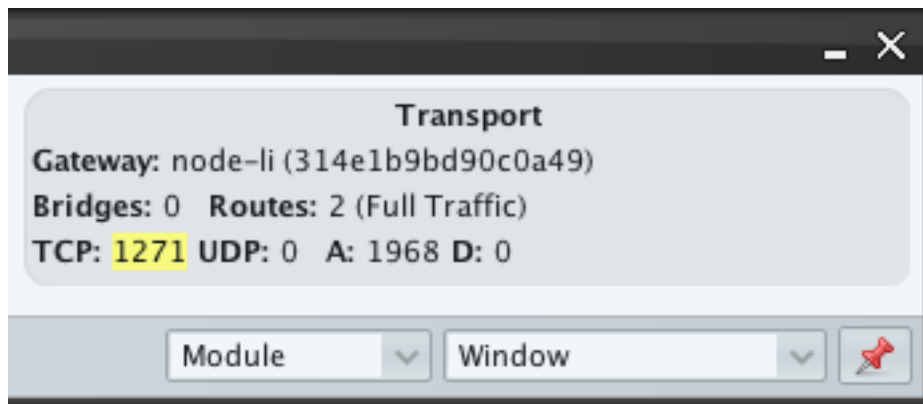 Transport
Gateway: node-li (314e1b9bd90c0a49)
Bridges: 0 Routes: 2 (Full Traffic)
TCP: 1271 UDP: 0 A: 1968 D: 0
Module Window